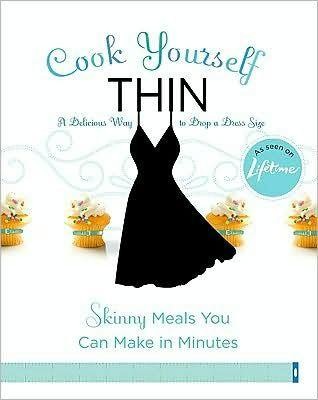 Cook Yourself
THIN
A Delicious Way to Drop a Dress Size
As seen on
Lifetime
Skinny Meals You
Can Make in Minutes